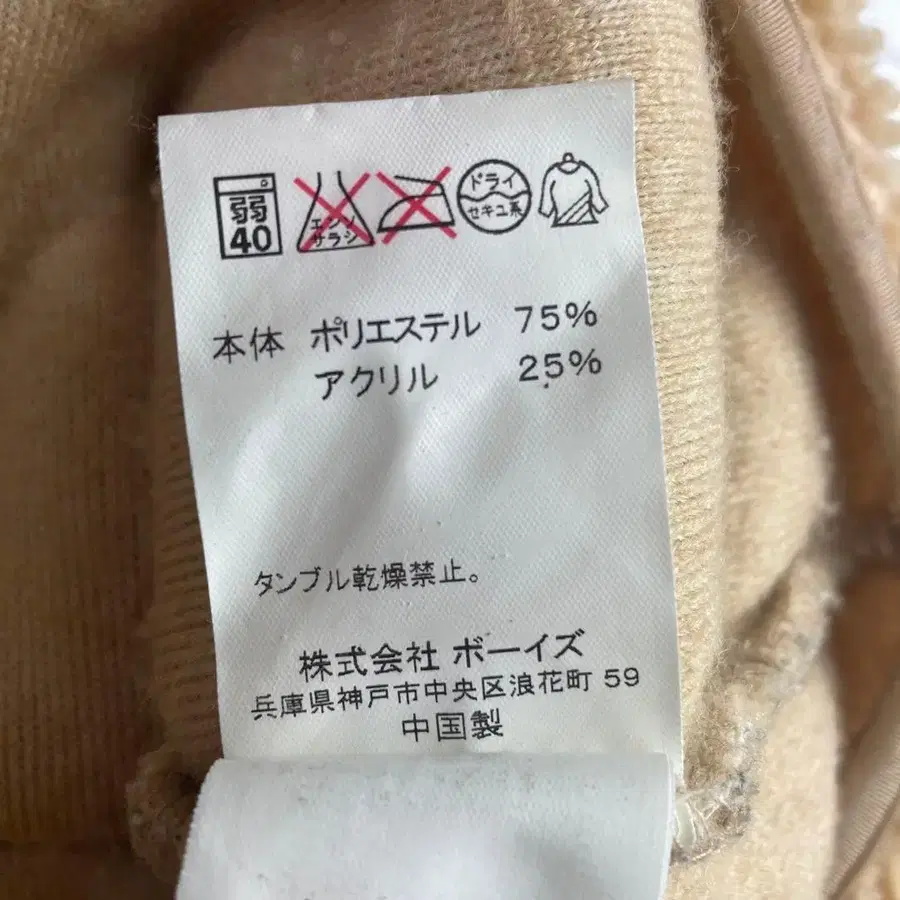 弱
40
エンソ
サラシ
ドライ
セキユ系
本体 ポリエステル 75%
アクリル 25%
タンブル乾燥禁止。
株式会社 ボーイズ
兵庫県神戸市中央区浪花町 59
中国製